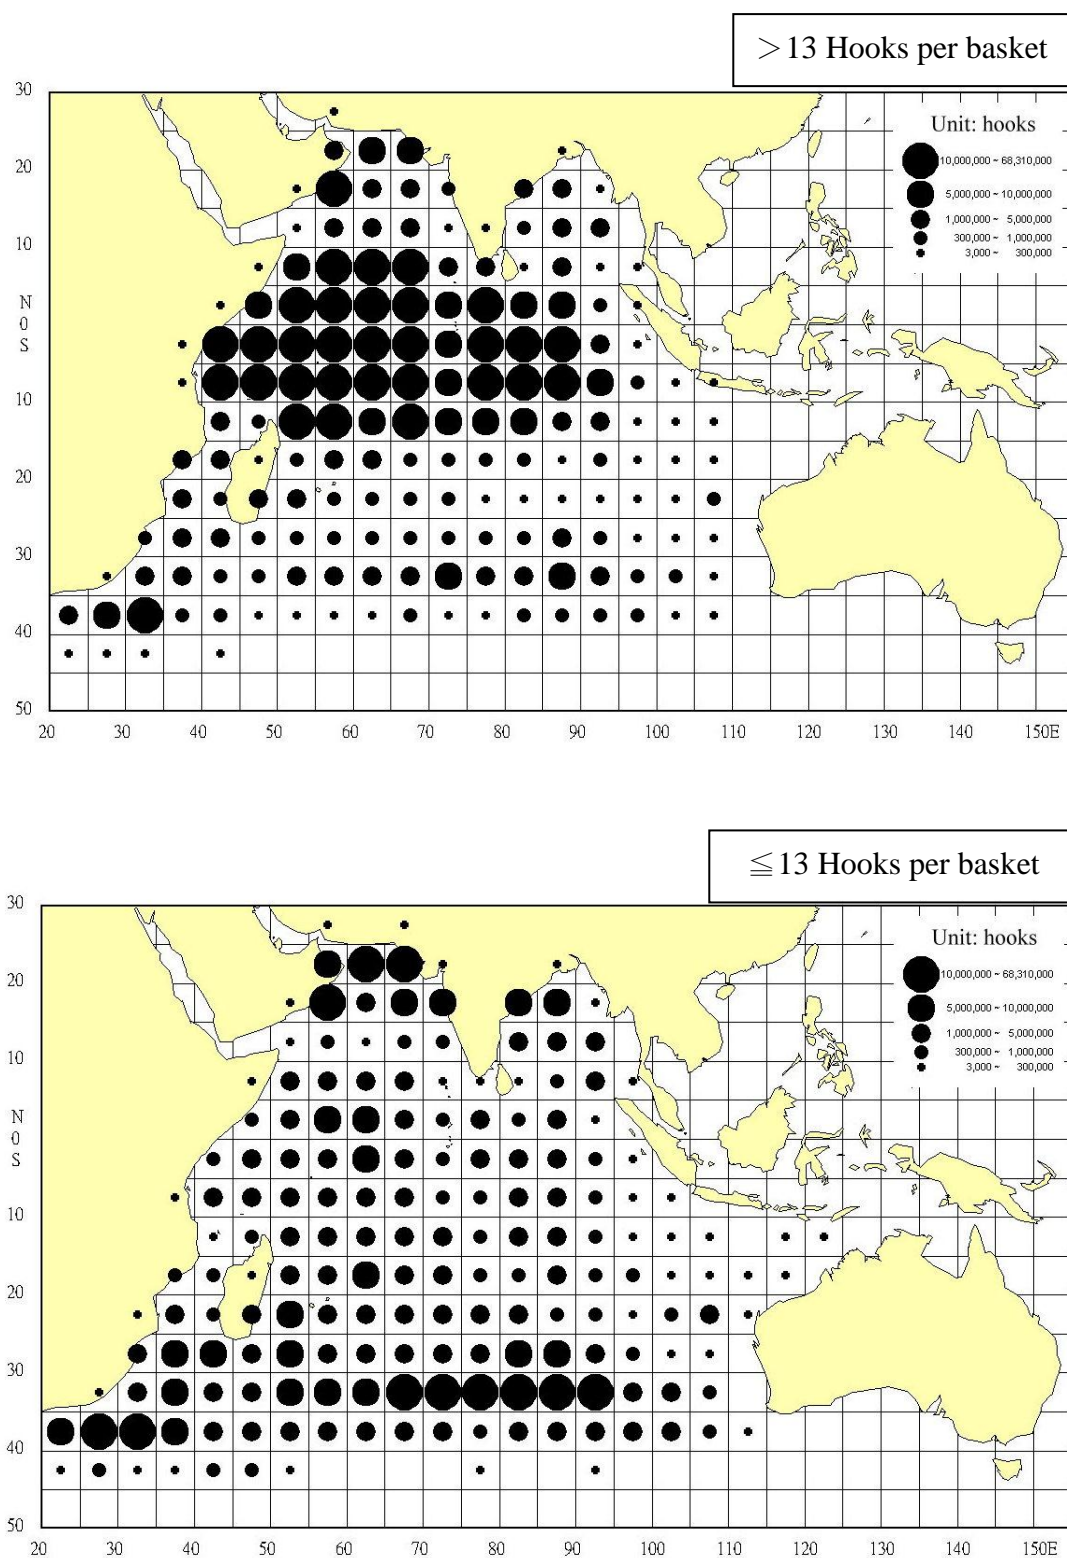 ＞13 Hooks per basket
30
20
10
N
0
S
10
20
30
40
50
Unit: hooks
10,000,000 ~ 68,310,000
5,000,000 ~ 10,000,000
1,000,000 ~ 5,000,000
300,000 ~ 1,000,000
3,000 ~ 300,000
20 30 40 50 60 70 80 90 100 110 120 130 140 150E
≦13 Hooks per basket
30
20
10
N
0
S
10
20
30
40
50
Unit: hooks
10,000,000 ~ 68,310,000
5,000,000 ~ 10,000,000
1,000,000 ~ 5,000,000
300,000 ~ 1,000,000
3,000 ~ 300,000
20 30 40 50 60 70 80 90 100 110 120 130 140 150E